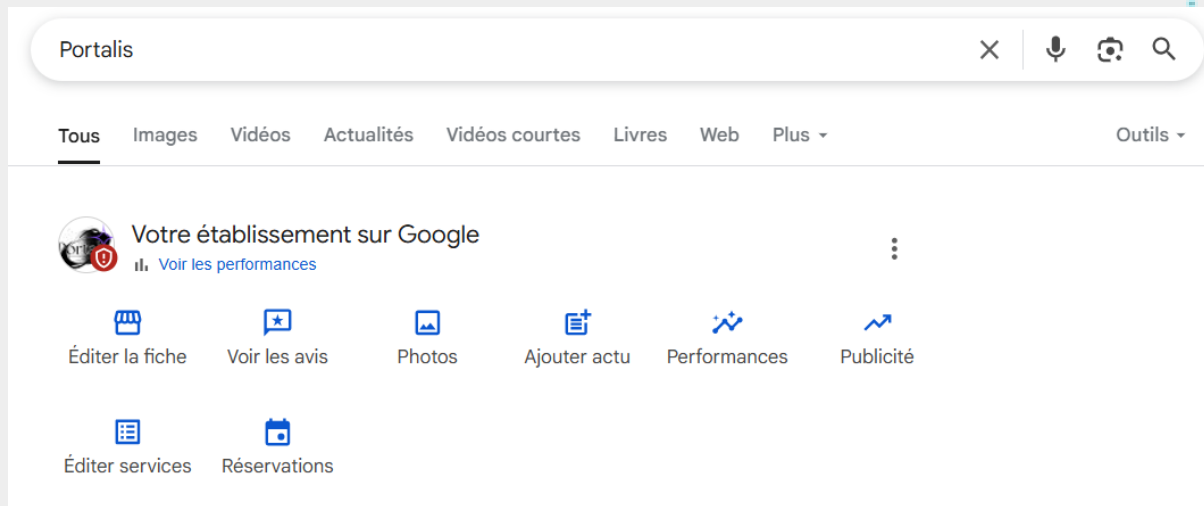 Portalis
Tous Images Vidéos Actualités Vidéos courtes Livres Web Plus Outils
Votre établissement sur Google
Voir les performances
Éditer la fiche Voir les avis Photos Ajouter actu Performances Publicité
Éditer services Réservations